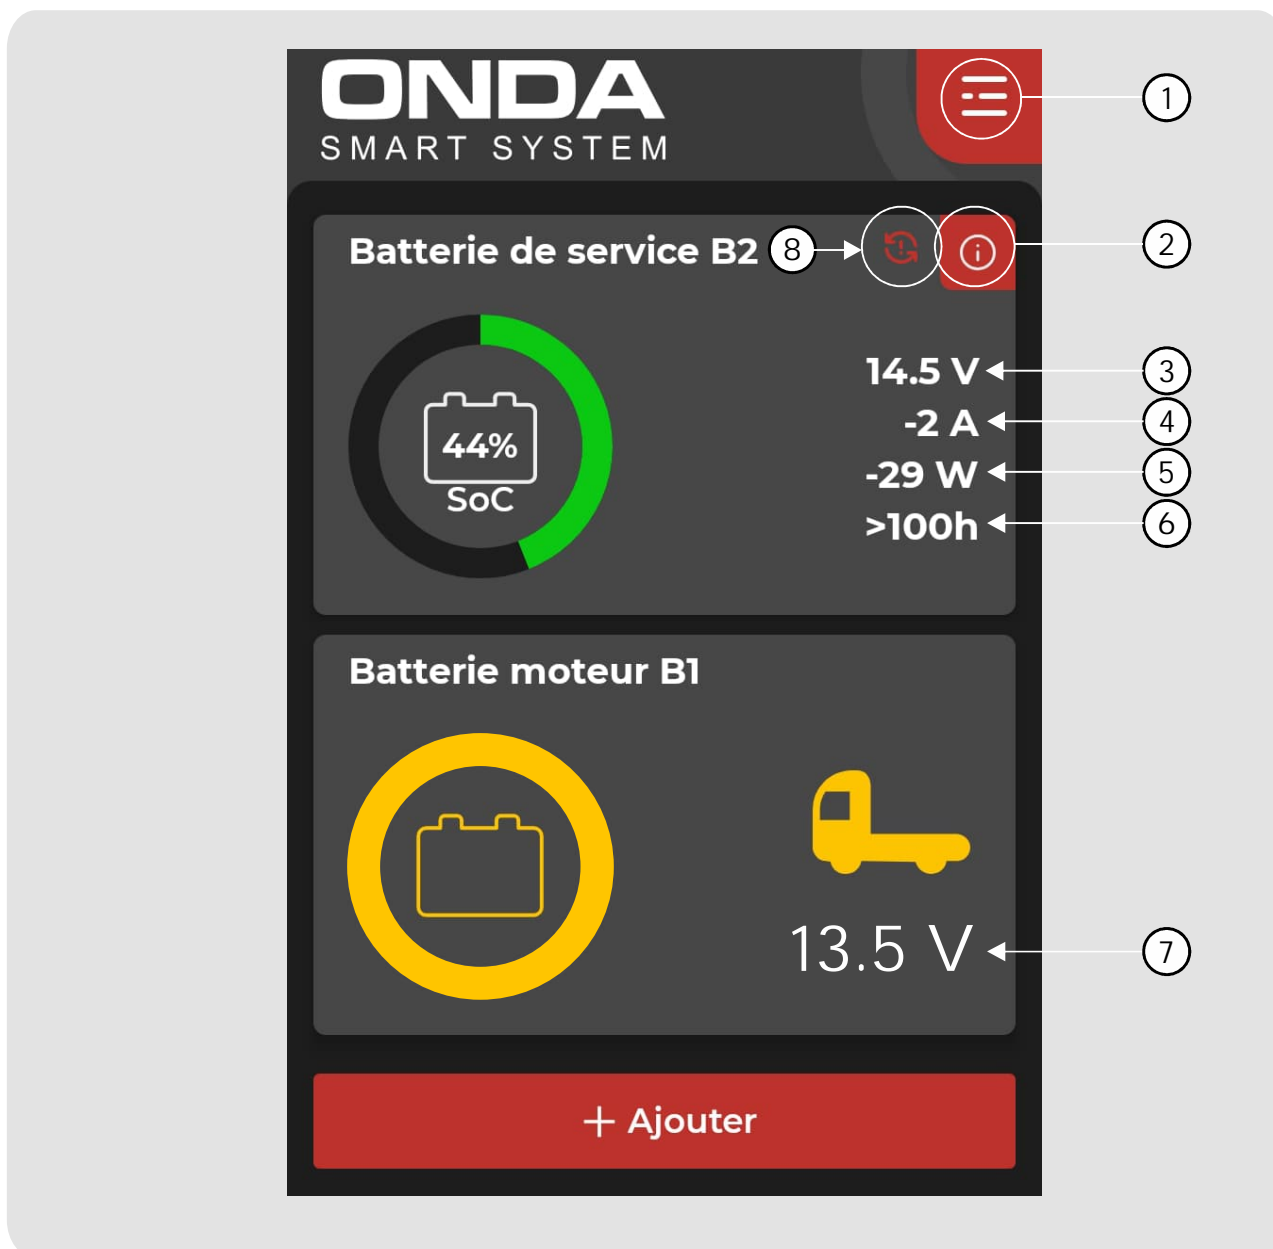 ONDA
SMART SYSTEM
1
Batterie de service B2
8
2
44%
SoC
14.5 V
3
-2 A
4
-29 W
5
>100h
6
Batterie moteur B1
13.5 V
7
+ Ajouter